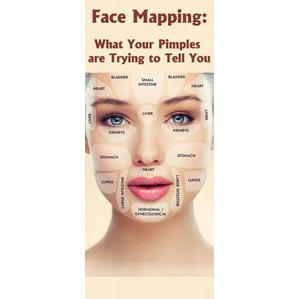 Face Mapping:
What Your Pimples
are Trying to Tell You
BLADDER
SMALL
INTESTINE
BLADDER
HEART
HEART
LIVER
LIVER
LIVER
KIDNEYS
KIDNEYS
STOMACH
STOMACH
HEART
LUNGS
LARGE INTESTINE
LARGE INTESTINE
LUNGS
HORMONAL /
GYNECOLOGICAL